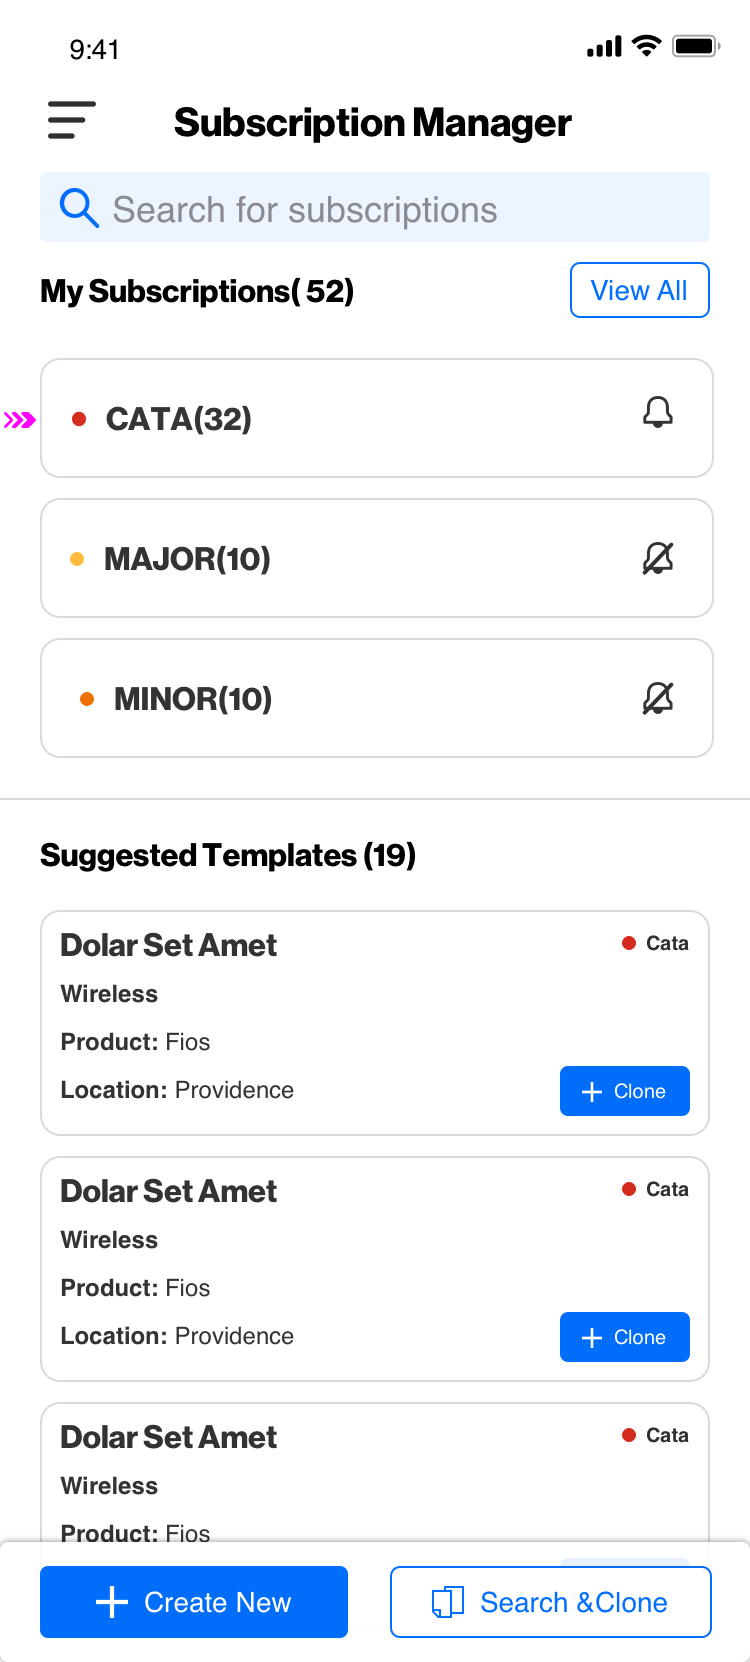 9:41
Subscription Manager
Search for subscriptions
My Subscriptions( 52)
View All
CATA(32)
MAJOR(10)
MINOR(10)
Suggested Templates (19)
Dolar Set Amet
Cata
Wireless
Product: Fios
Location: Providence
Clone
Dolar Set Amet
Cata
Wireless
Product: Fios
Location: Providence
Clone
Dolar Set Amet
Cata
Wireless
Product: Fios
Create New
Search &Clone